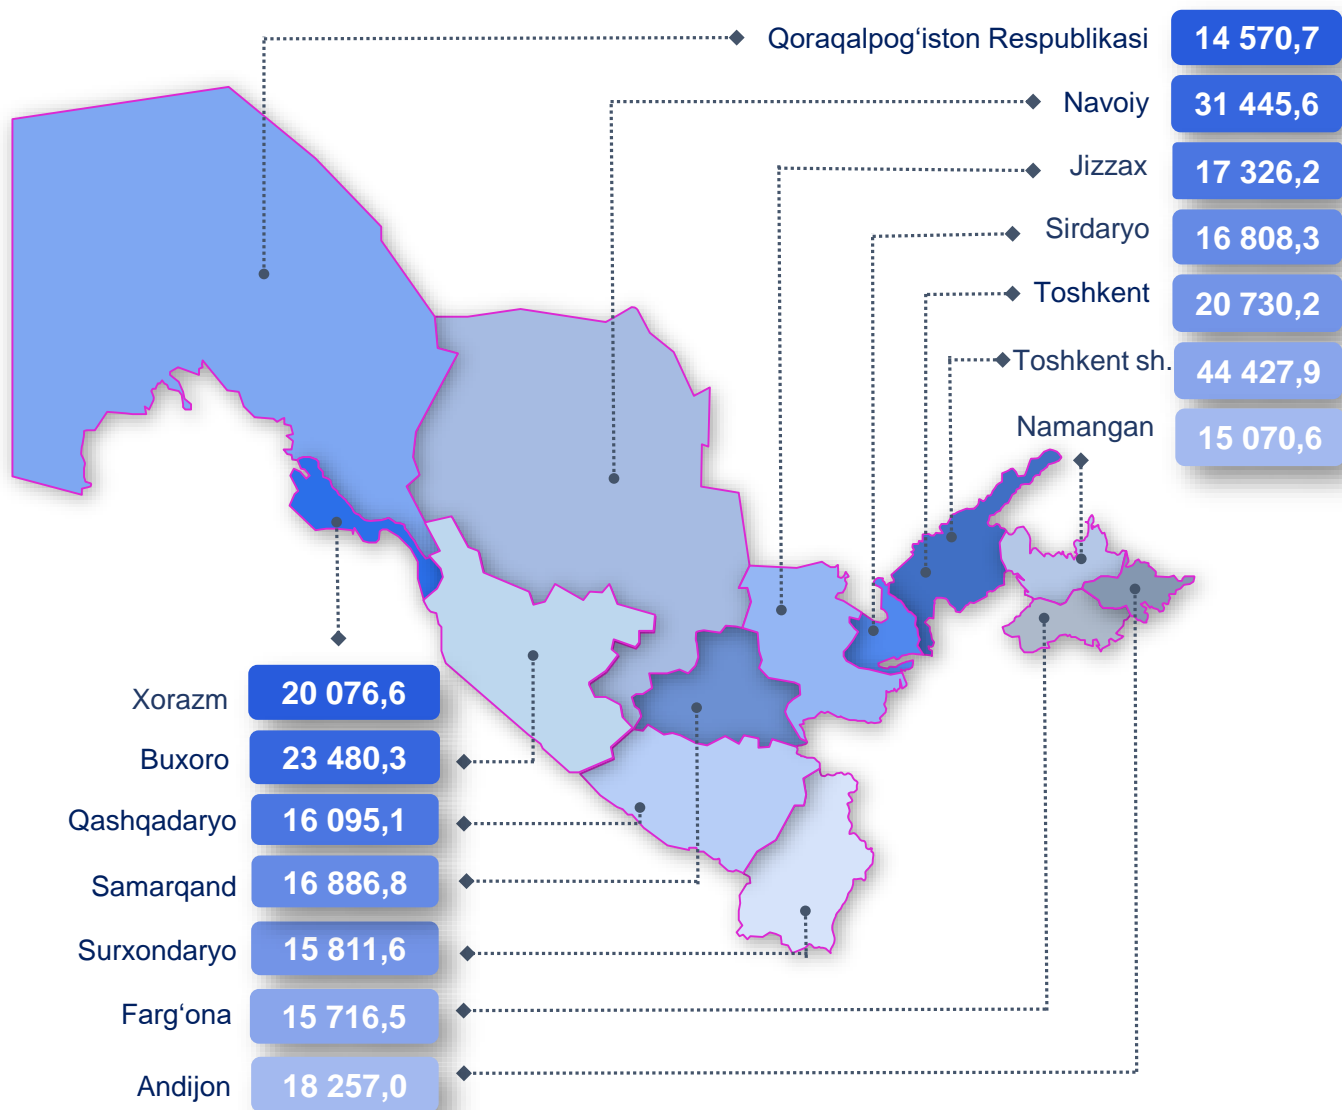 Qoraqalpog‘iston Respublikasi 14 570,7
Navoiy 31 445,6
Jizzax 17 326,2
Sirdaryo 16 808,3
Toshkent 20 730,2
Toshkent sh. 44 427,9
Namangan 15 070,6
Xorazm 20 076,6
Buxoro 23 480,3
Qashqadaryo 16 095,1
Samarqand 16 886,8
Surxondaryo 15 811,6
Farg‘ona 15 716,5
Andijon 18 257,0